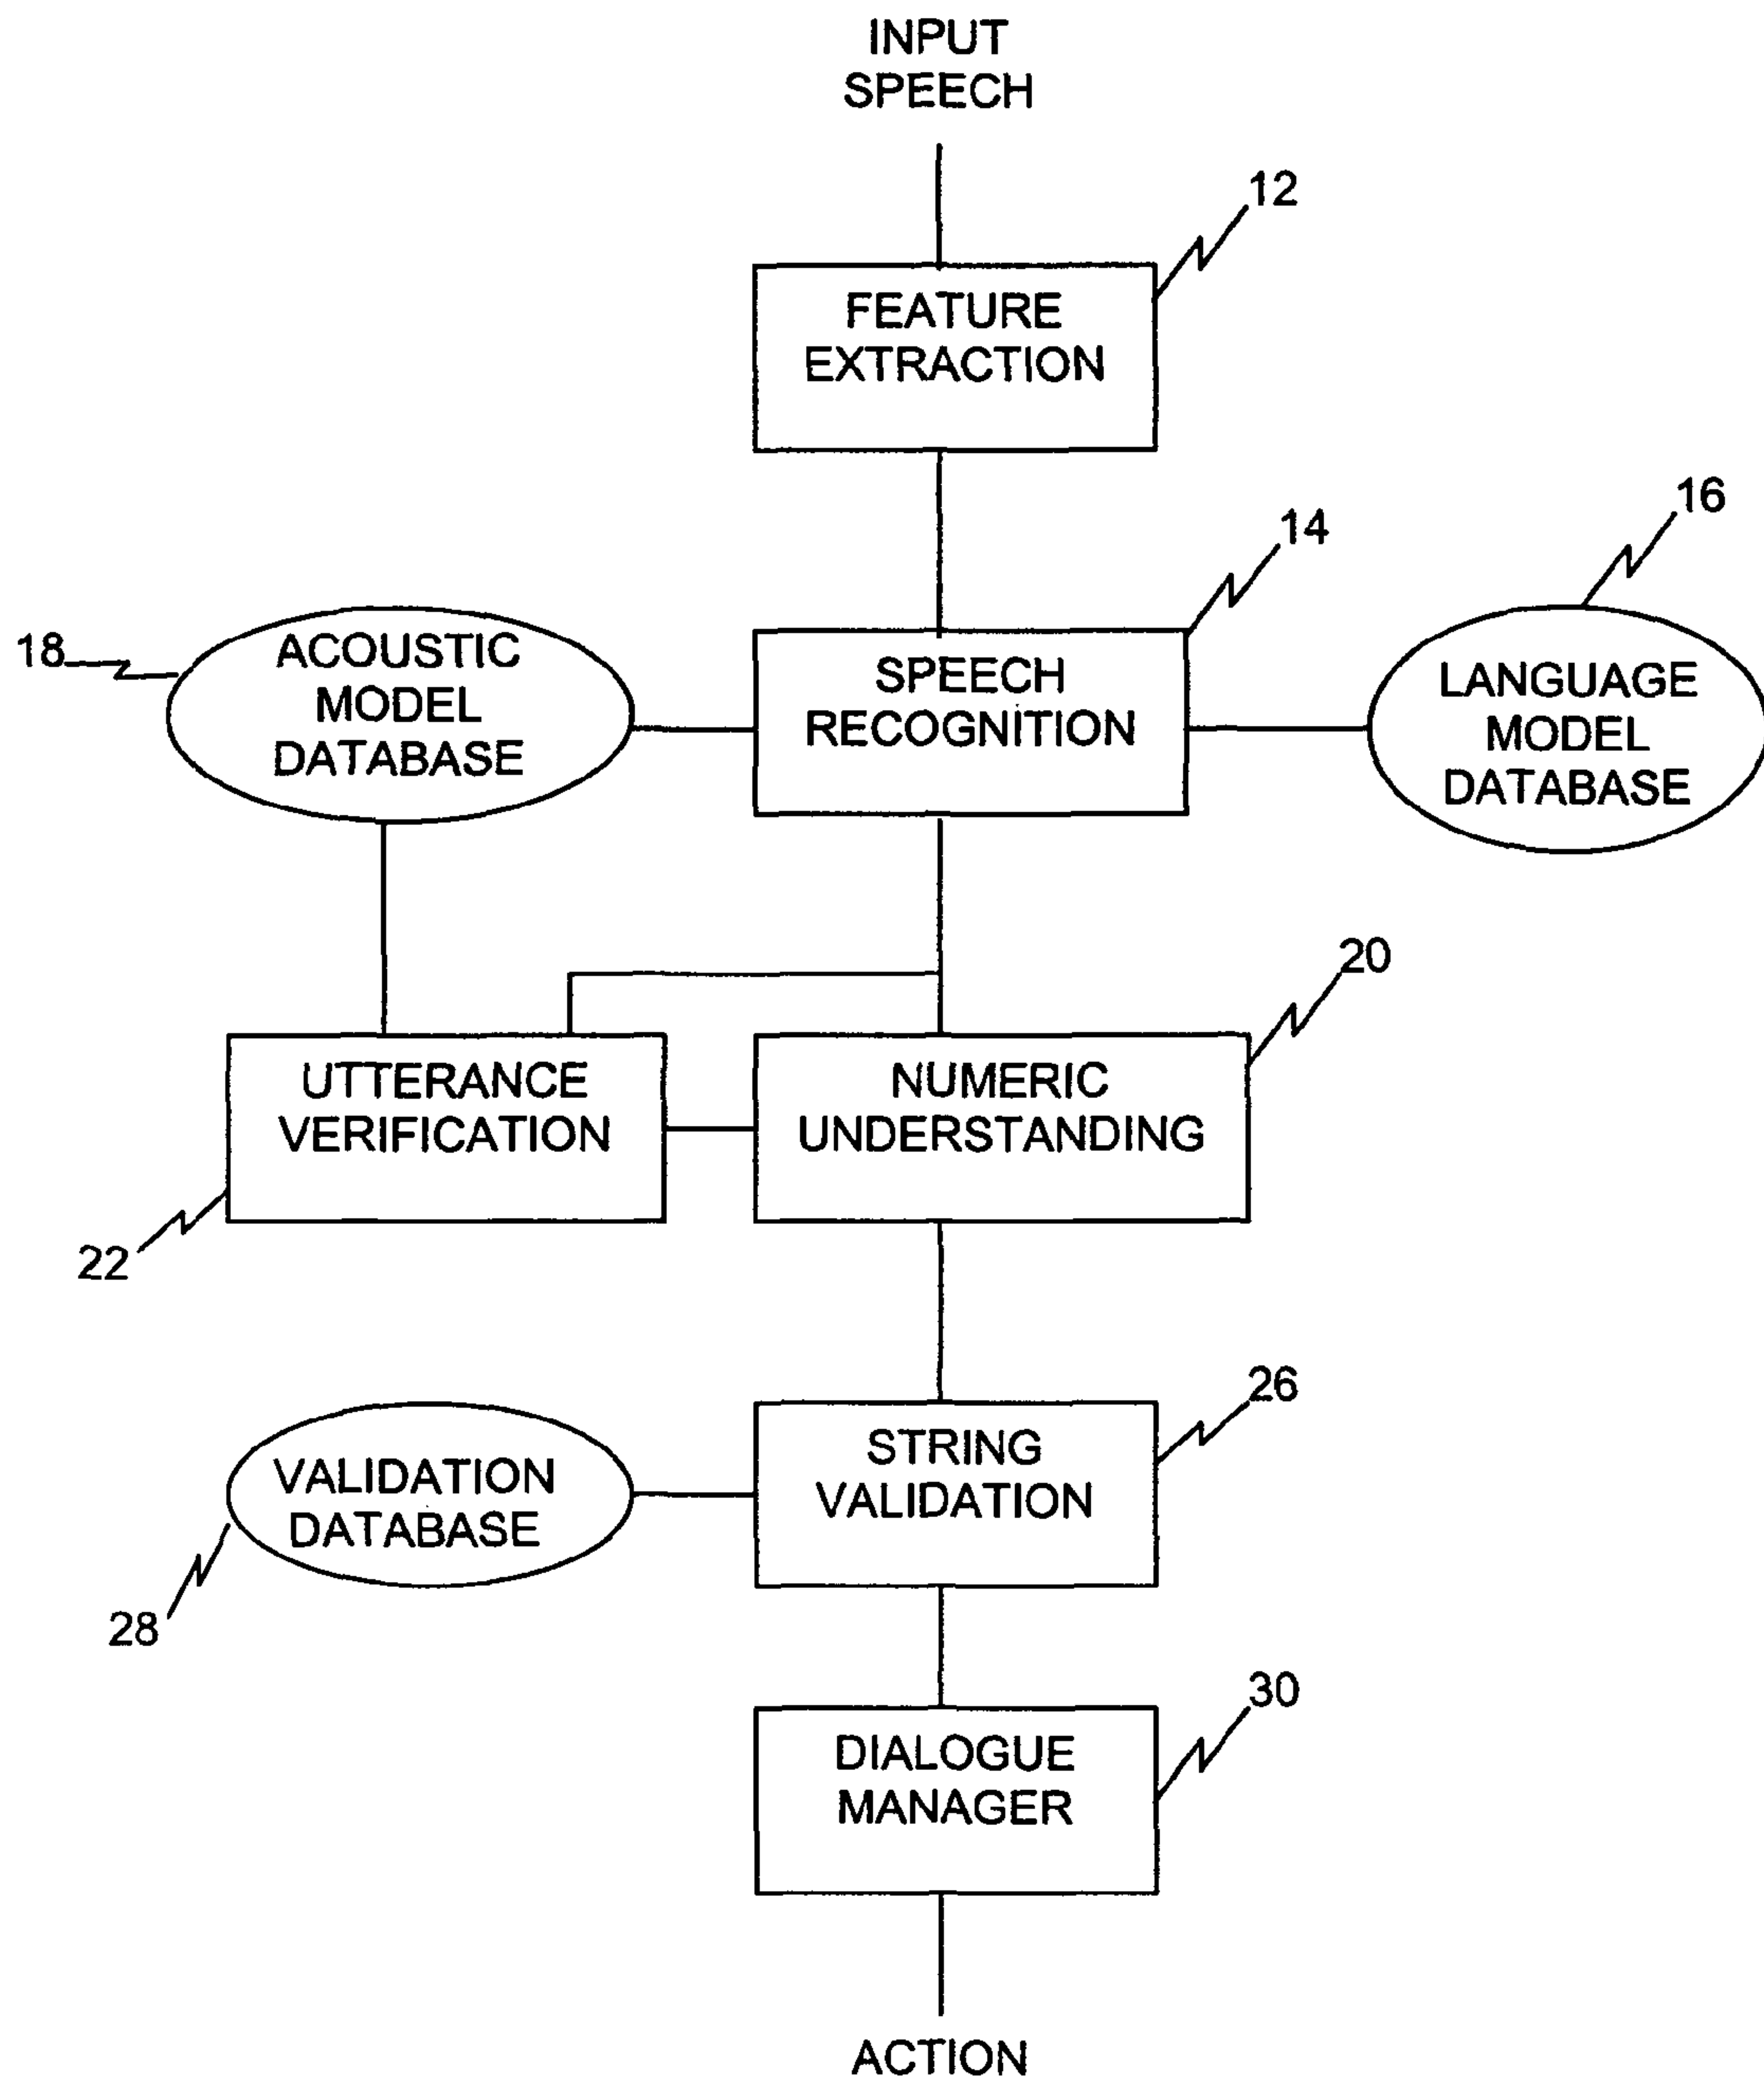 INPUT
SPEECH
12
FEATURE
EXTRACTION
16
14
18
ACOUSTIC
MODEL
DATABASE
SPEECH
RECOGNITION
LANGUAGE
MODEL
DATABASE
20
UTTERANCE
VERIFICATION
NUMERIC
UNDERSTANDING
22
26
VALIDATION
DATABASE
STRING
VALIDATION
28
30
DIALOGUE
MANAGER
ACTION